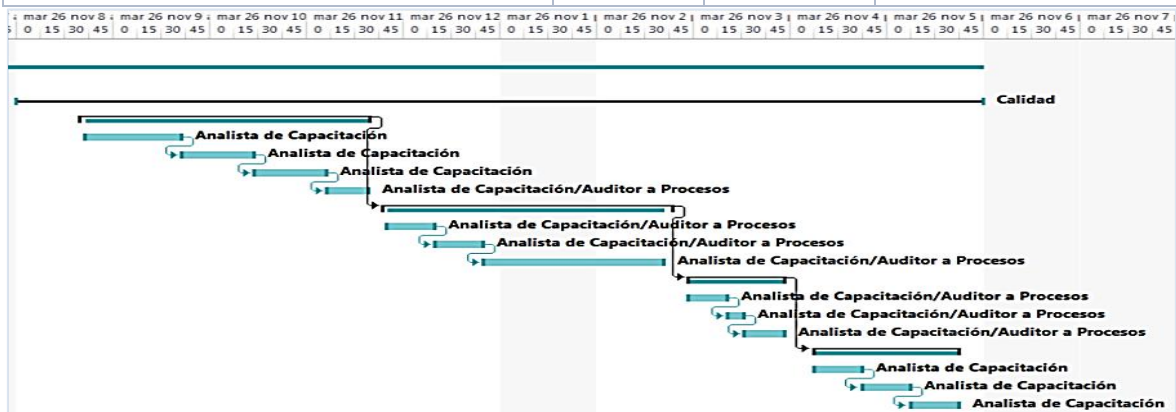 mar 26 nov 8 mar 26 nov 9 mar 26 nov 10 mar 26 nov 11 mar 26 nov 12 mar 26 nov 1 mar 26 nov 2 mar 26 nov 3 mar 26 nov 4 mar 26 nov 5 mar 26 nov 6 mar 26 nov 7
0 15 30 45 0 15 30 45 0 15 30 45 0 15 30 45 0 15 30 45 0 15 30 45 0 15 30 45 0 15 30 45 0 15 30 45 0 15 30 45 0 15 30 45 0 15 30 45
Calidad
Analista de Capacitación
Analista de Capacitación
Analista de Capacitación
Analista de Capacitación/Auditor a Procesos
Analista de Capacitación/Auditor a Procesos
Analista de Capacitación/Auditor a Procesos
Analista de Capacitación/Auditor a Procesos
Analista de Capacitación/Auditor a Procesos
Analista de Capacitación/Auditor a Procesos
Analista de Capacitación/Auditor a Procesos
Analista de Capacitación
Analista de Capacitación
Analista de Capacitación